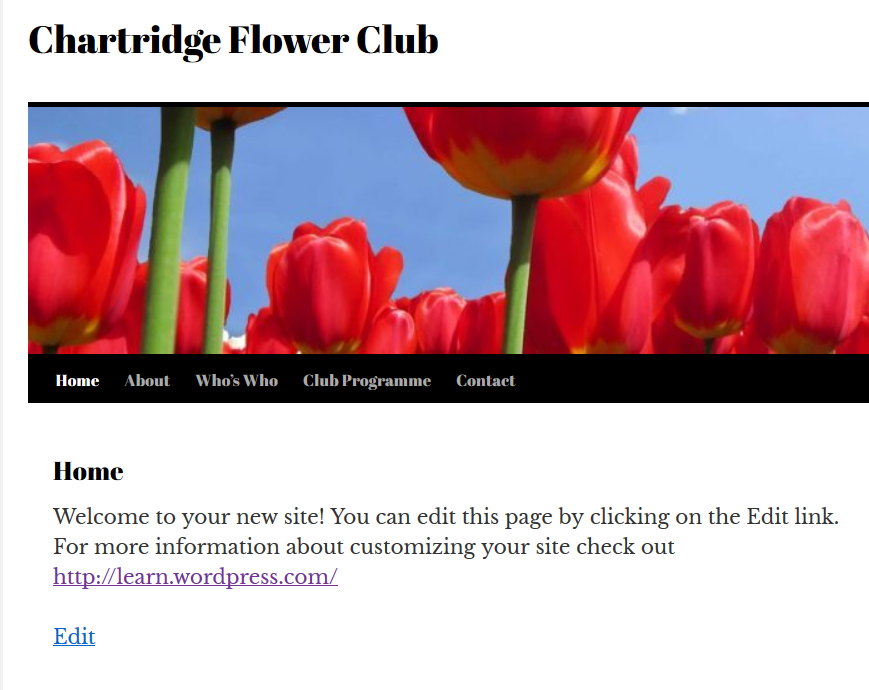 Chartridge Flower Club
Home About Who's Who Club Programme Contact
Home
Welcome to your new site! You can edit this page by clicking on the Edit link.
For more information about customizing your site check out
http://learn.wordpress.com/
Edit